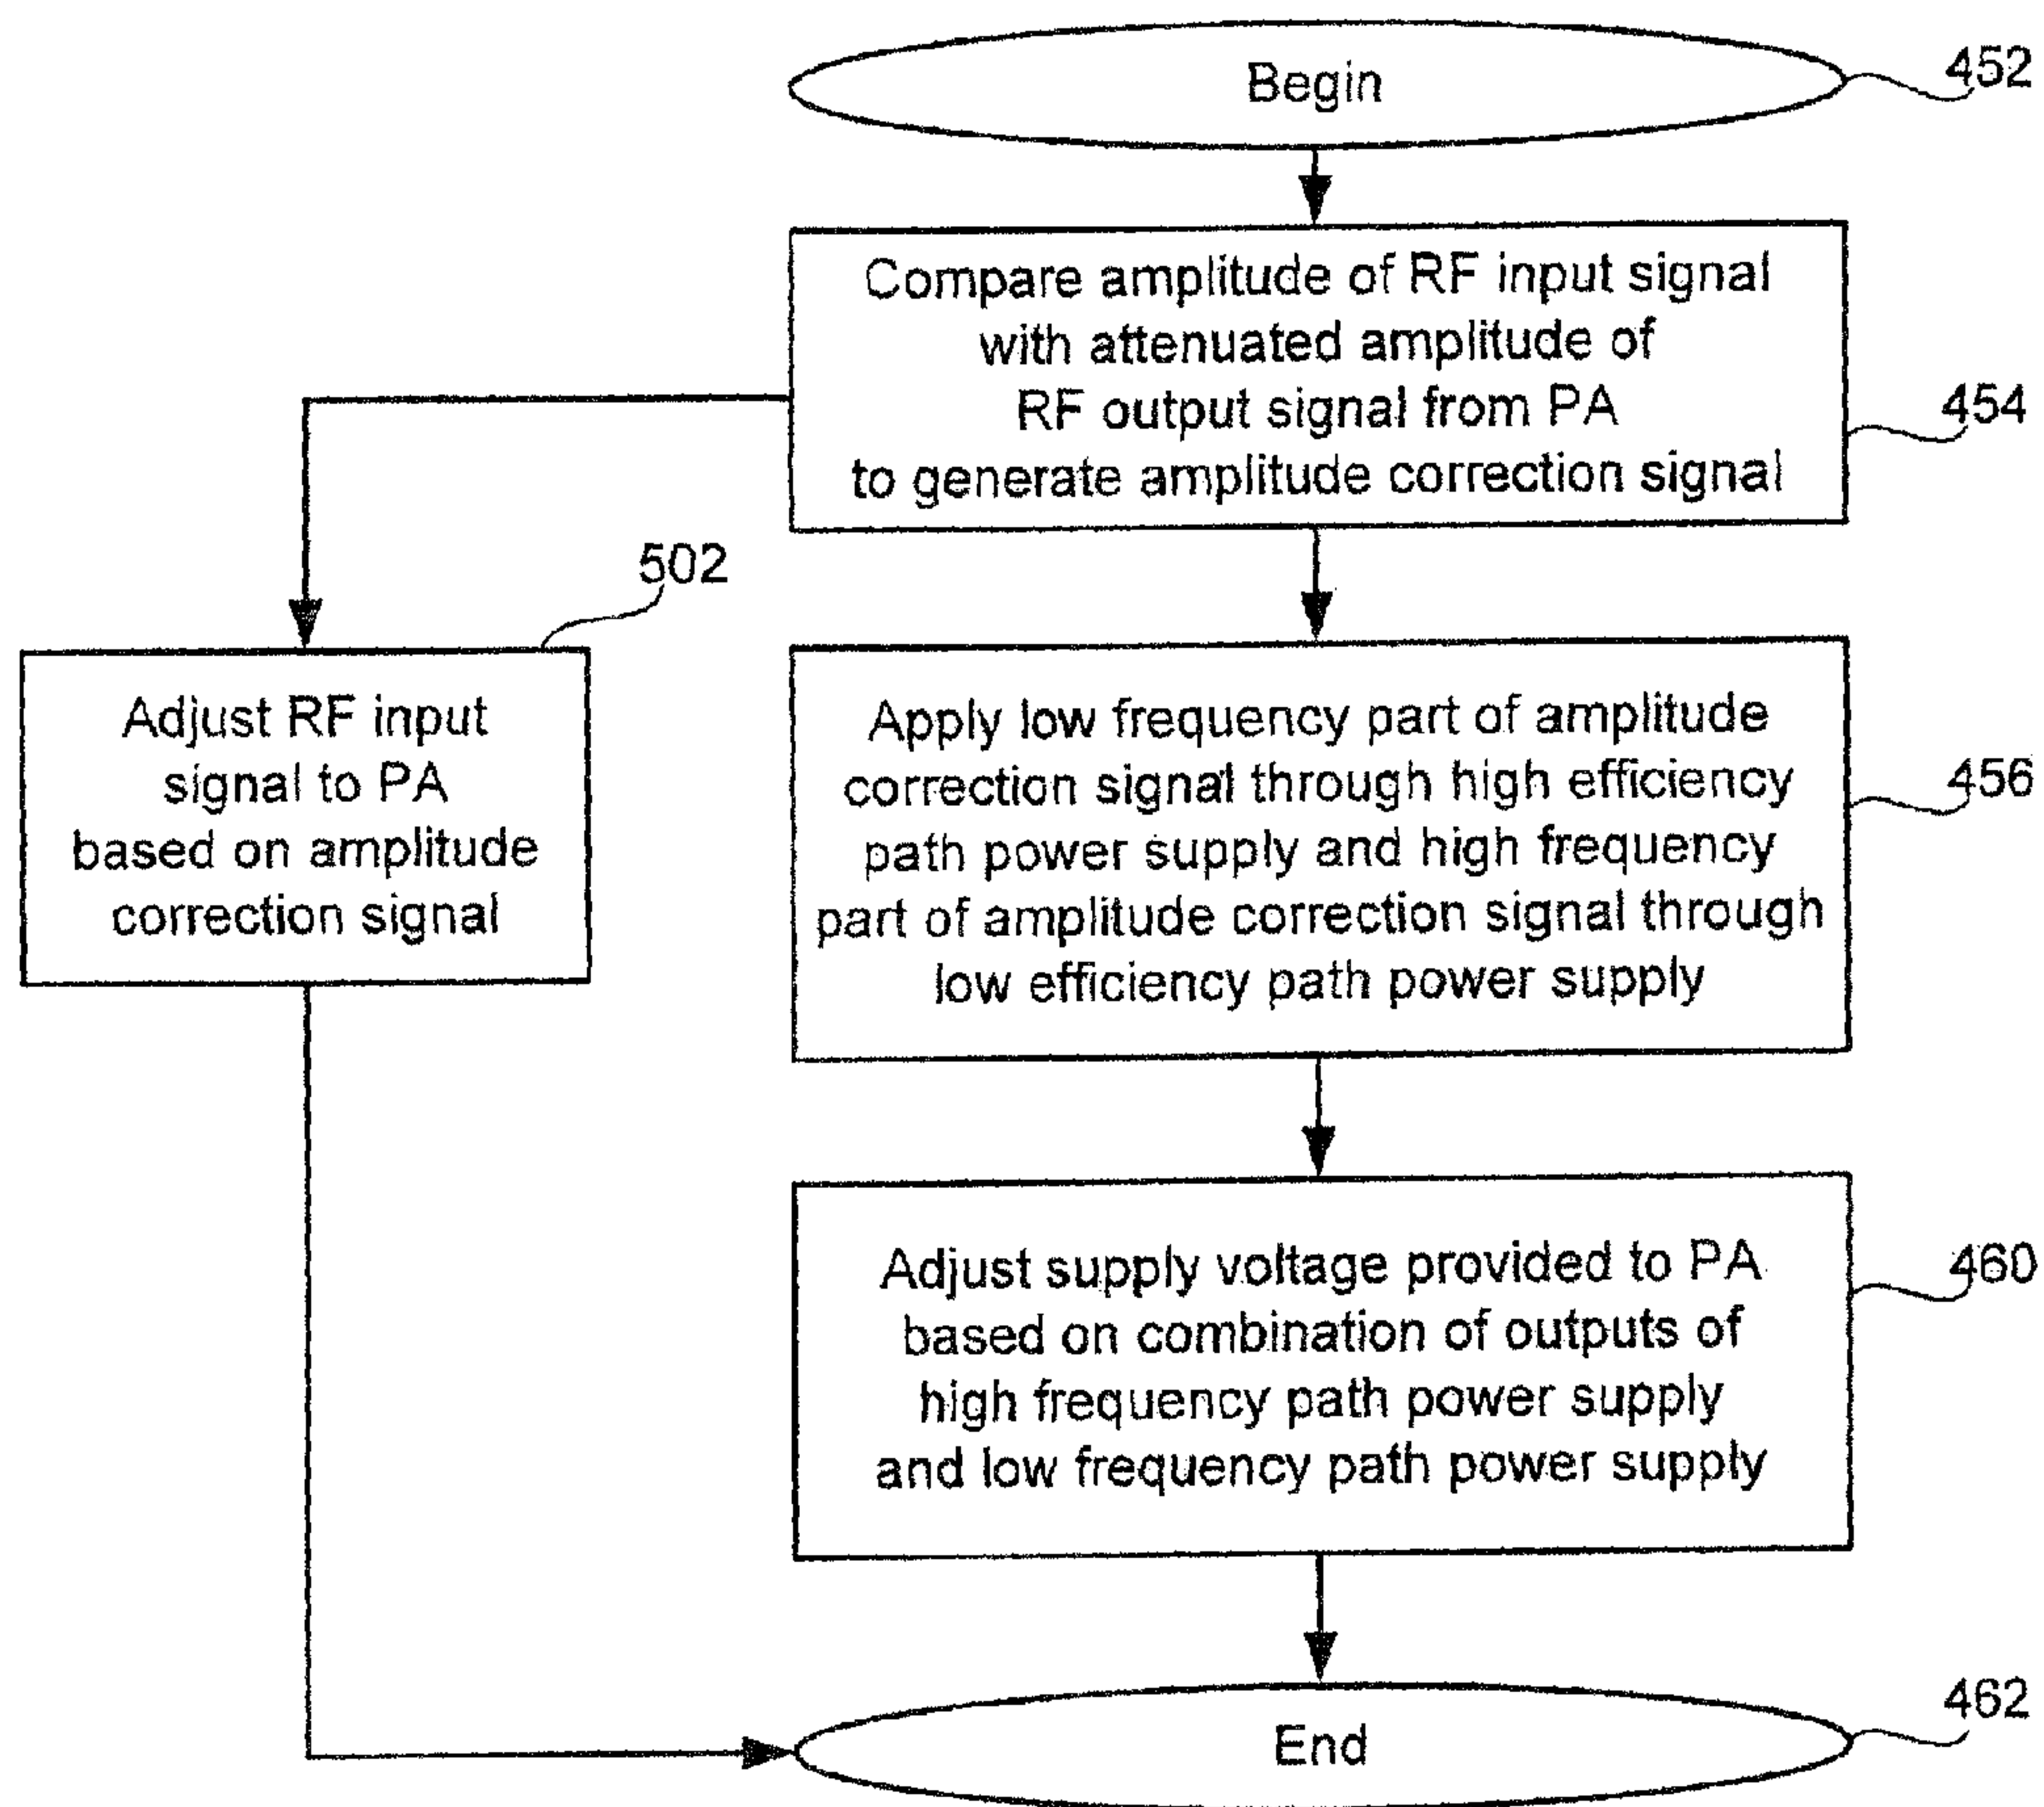 Begin
452
Compare amplitude of RF input signal
with attenuated amplitude of
RF output signal from PA
to generate amplitude correction signal
454
502
Adjust RF input
signal to PA
based on amplitude
correction signal
Apply low frequency part of amplitude
correction signal through high efficiency
path power supply and high frequency
part of amplitude correction signal through
low efficiency path power supply
456
Adjust supply voltage provided to PA
based on combination of outputs of
high frequency path power supply
and low frequency path power supply
460
End
462